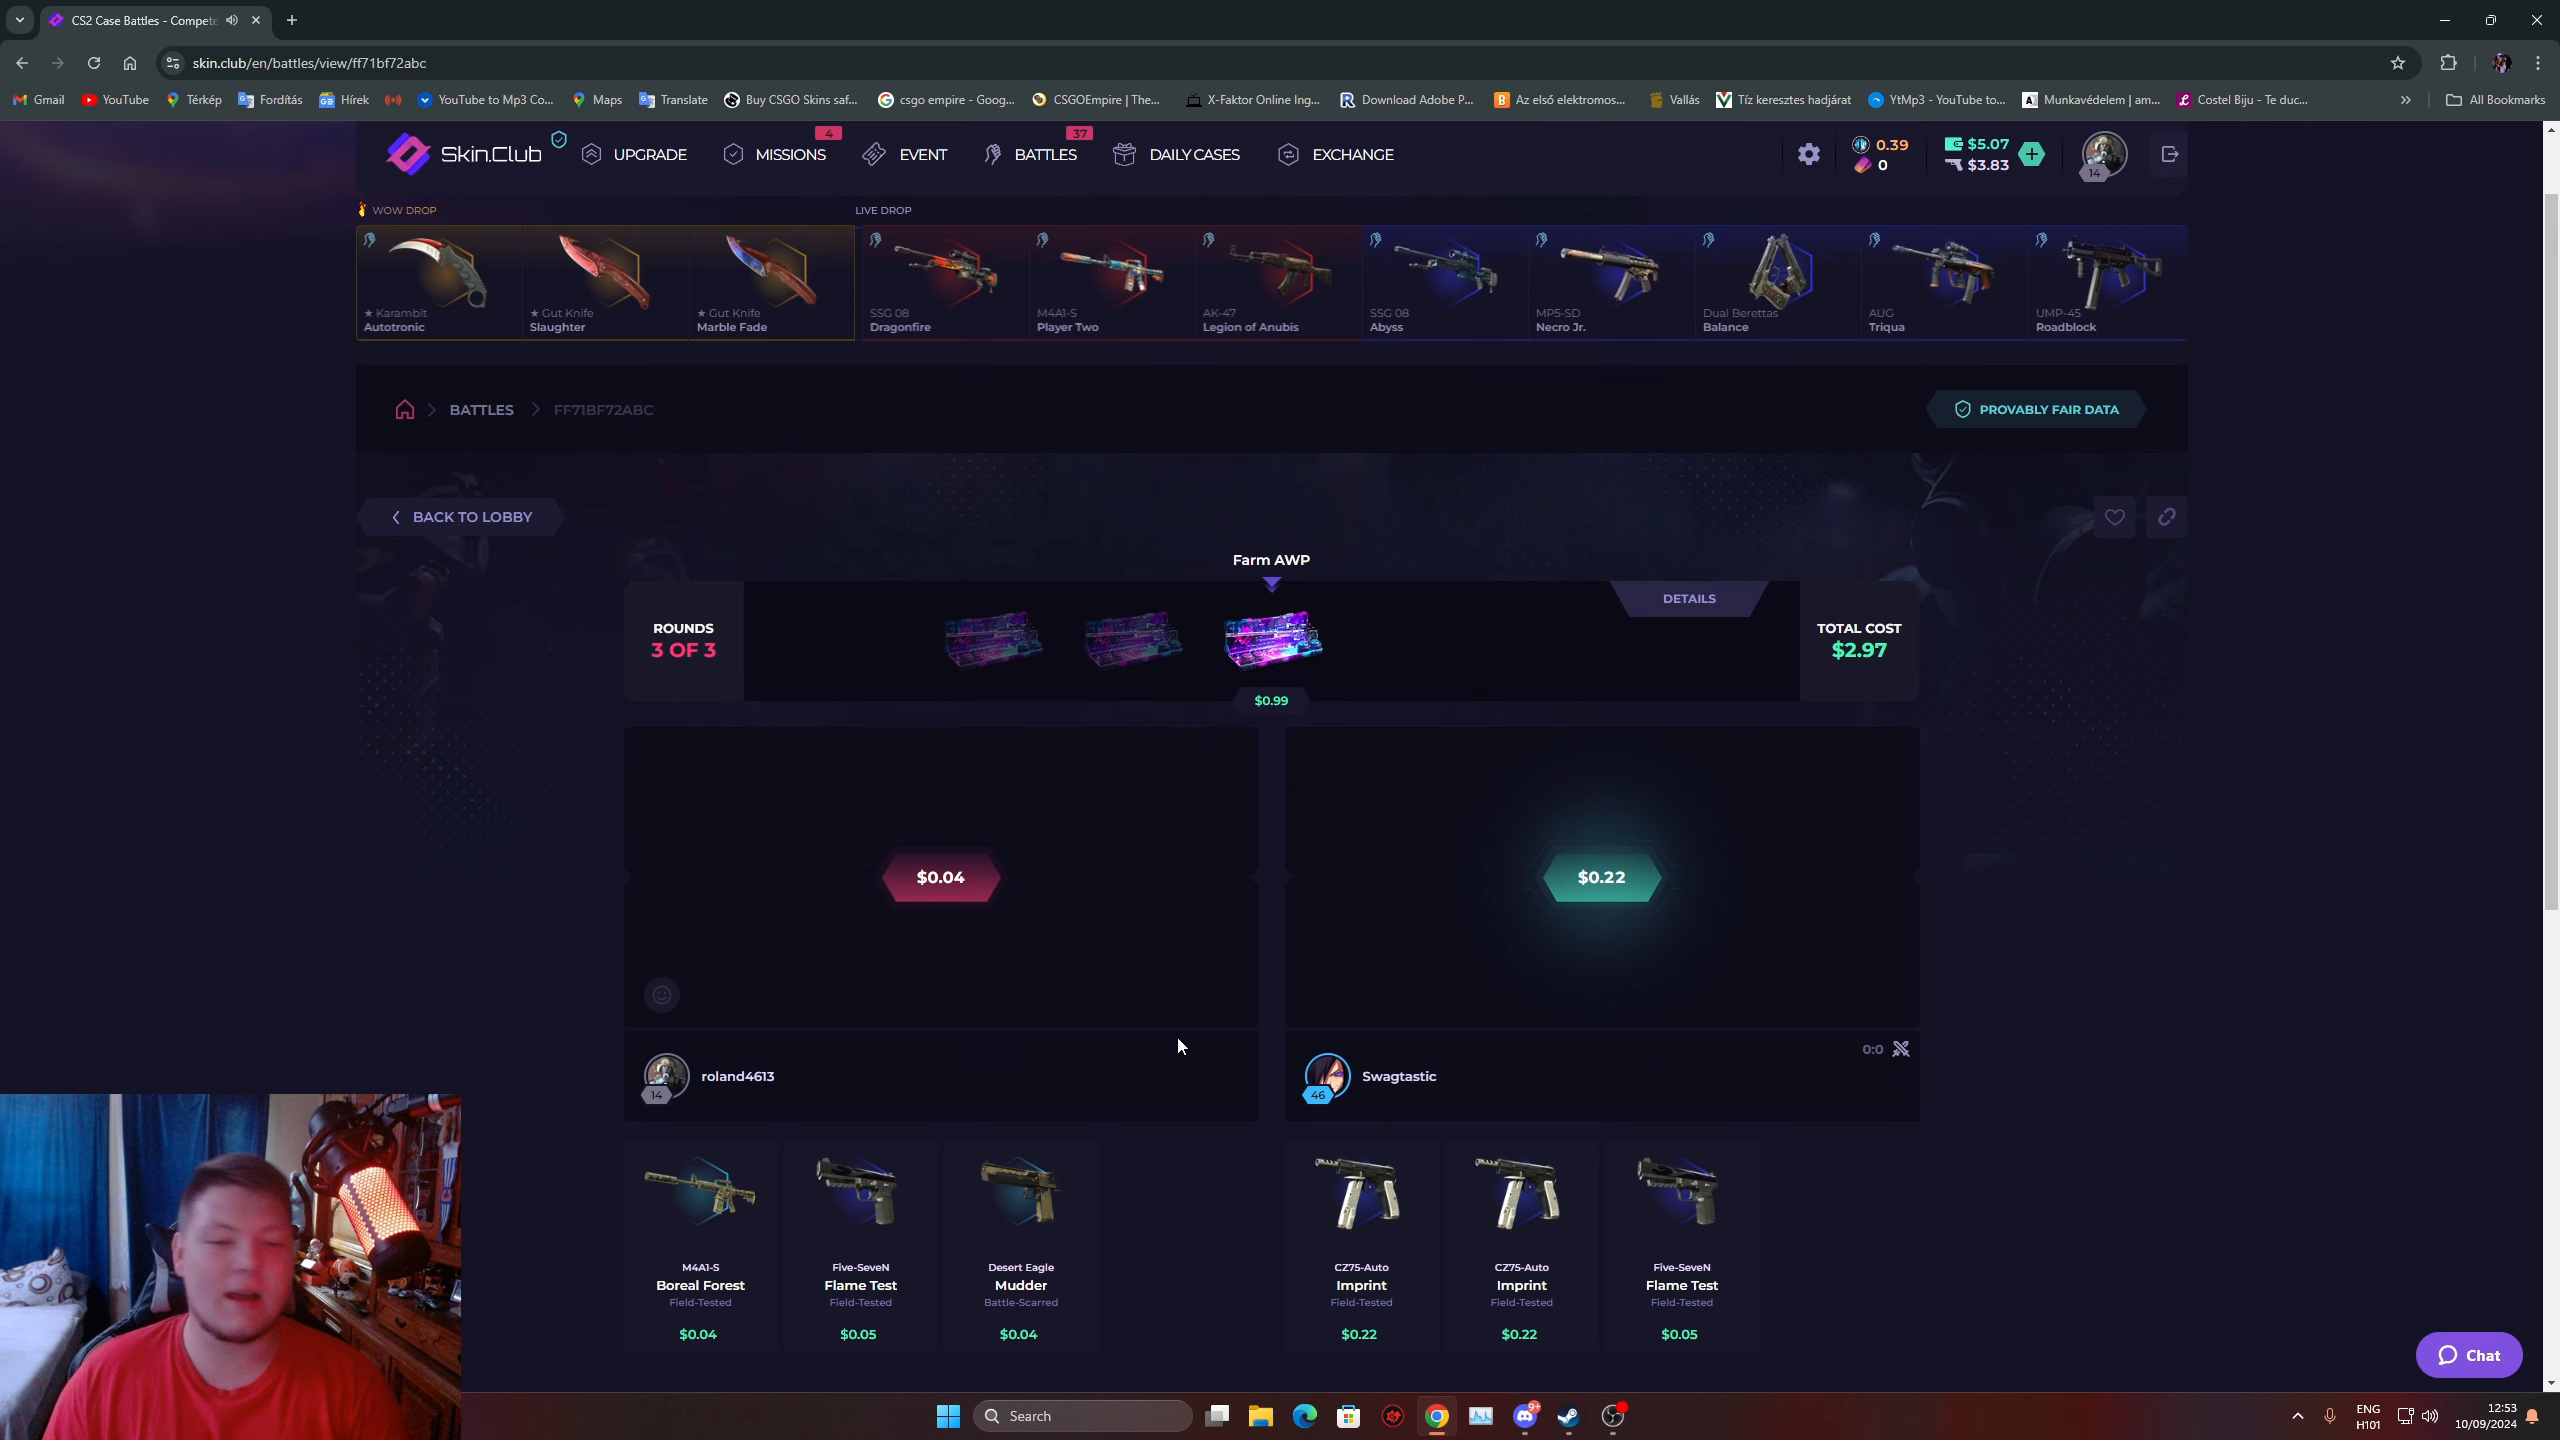 CS2 Case Battles - Compete
skin.club/en/battles/view/ff71bf72abc
Gmail
YouTube
Térkép
Fordítás
Hírek
YouTube to Mp3 Co...
Maps
Translate
Buy CSGO Skins saf...
csgo empire - Goog...
CSGOEmpire | The...
X-Faktor Online Ing...
Download Adobe P...
Az első elektromos...
Vallás
Tíz keresztes hadjárat
YtMp3 - YouTube to...
Munkavédelem | am...
Costel Biju - Te duc...
All Bookmarks
Skin.Club
UPGRADE
4
MISSIONS
EVENT
37
BATTLES
DAILY CASES
EXCHANGE
0.39
0
$5.07
$3.83
14
WOW DROP
LIVE DROP
★ Karambit
Autotronic
★ Gut Knife
Slaughter
★ Gut Knife
Marble Fade
SSG 08
Dragonfire
M4A1-S
Player Two
AK-47
Legion of Anubis
SSG 08
Abyss
MP5-SD
Necro Jr.
Dual Berettas
Balance
AUG
Triqua
UMP-45
Roadblock
BATTLES
FF71BF72ABC
PROVABLY FAIR DATA
BACK TO LOBBY
Farm AWP
ROUNDS
3 OF 3
DETAILS
TOTAL COST
$2.97
$0.99
$0.04
$0.22
roland4613
14
Swagtastic
46
0:0
M4A1-S
Boreal Forest
Field-Tested
$0.04
Five-SeveN
Flame Test
Field-Tested
$0.05
Desert Eagle
Mudder
Battle-Scarred
$0.04
CZ75-Auto
Imprint
Field-Tested
$0.22
CZ75-Auto
Imprint
Field-Tested
$0.22
Five-SeveN
Flame Test
Field-Tested
$0.05
Chat
Search
9+
ENG
H101
12:53
10/09/2024